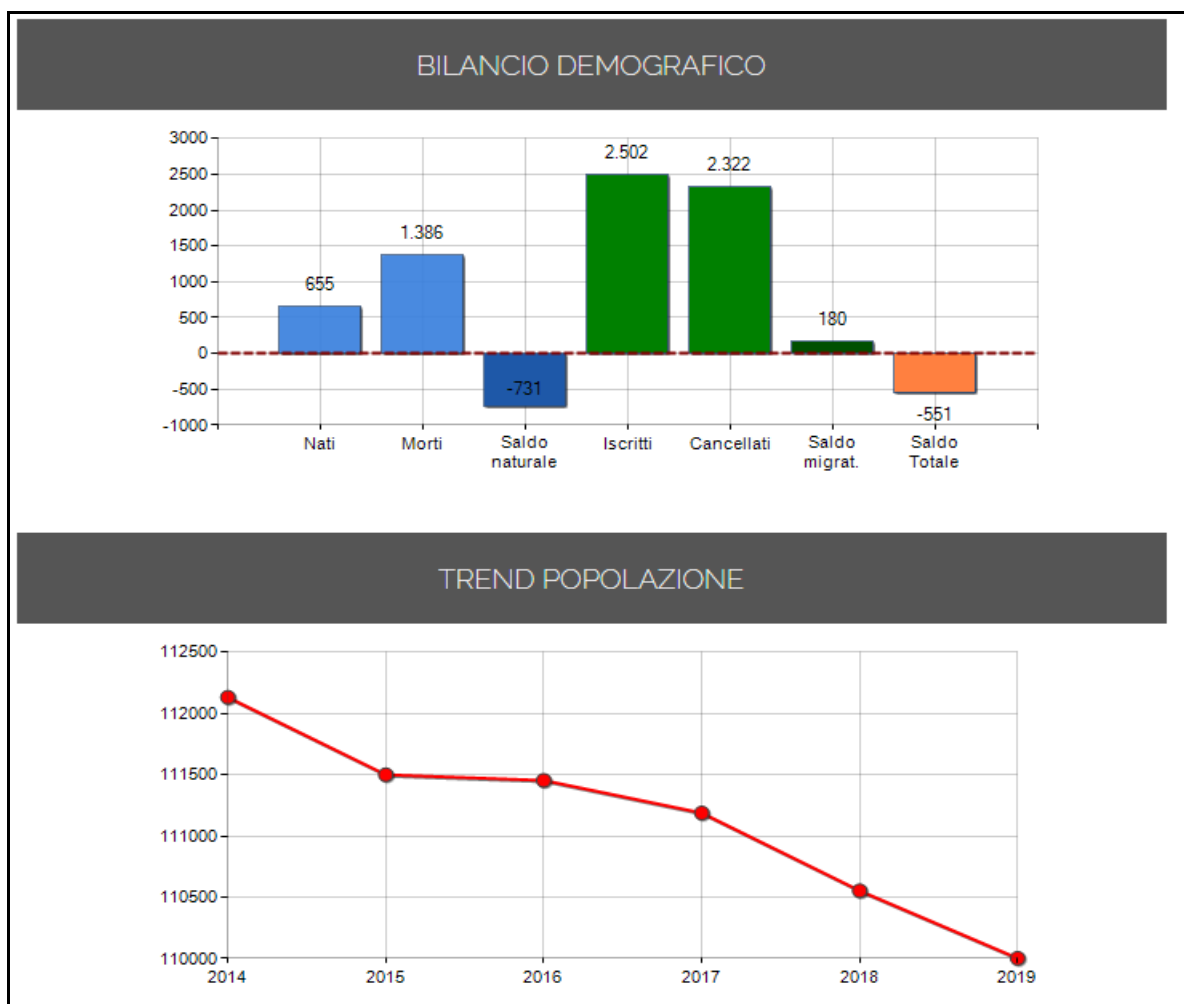 BILANCIO DEMOGRAFICO
3000
2500
2000
1500
1000
500
0
-500
-1000
655
1.386
-731
2.502
2.322
180
-551
Nati
Morti
Saldo
naturale
Iscritti
Cancellati
Saldo
migrat.
Saldo
Totale
TREND POPOLAZIONE
112500
112000
111500
111000
110500
110000
2014
2015
2016
2017
2018
2019